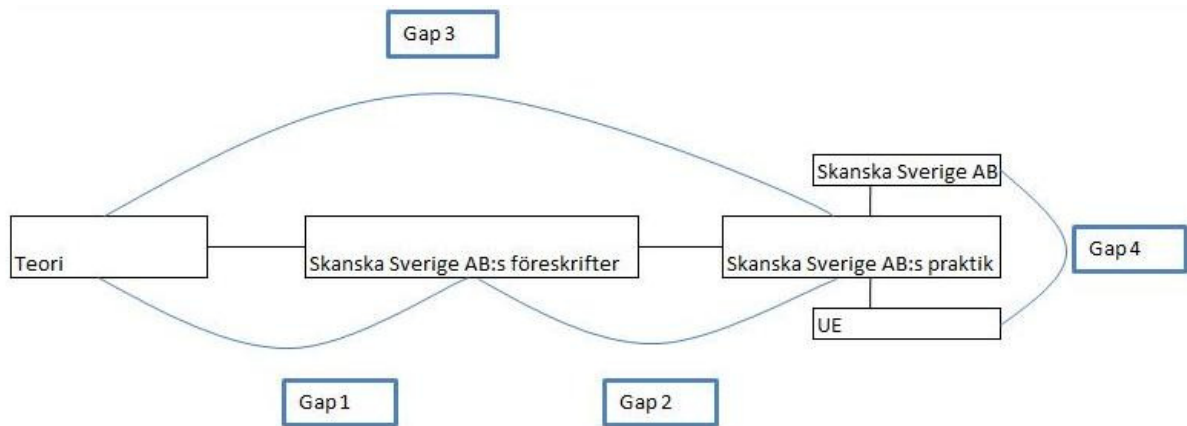 Gap 3
Skanska Sverige AB
Teori
Skanska Sverige AB:s föreskrifter
Skanska Sverige AB:s praktik
Gap 4
UE
Gap 1
Gap 2